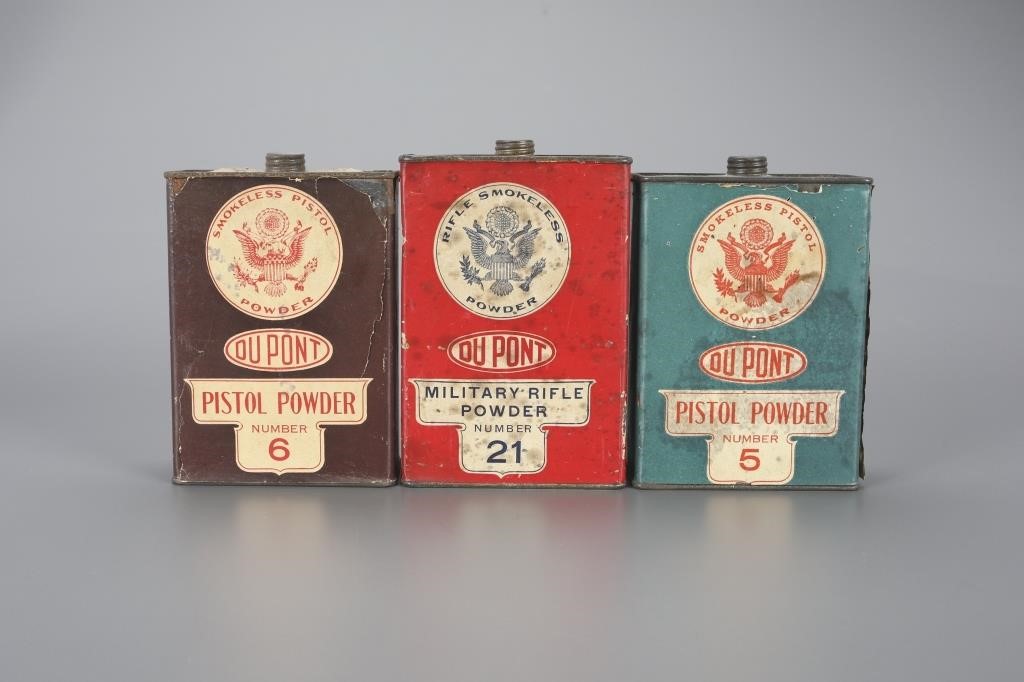 SMOKELESS PISTOL
POWDER
DU PONT
PISTOL POWDER
NUMBER
6
RIFLE SMOKELESS
POWDER
DU PONT
MILITARY RIFLE
POWDER
NUMBER
21
SMOKELESS PISTOL
POWDER
DU PONT
PISTOL POWDER
NUMBER
5